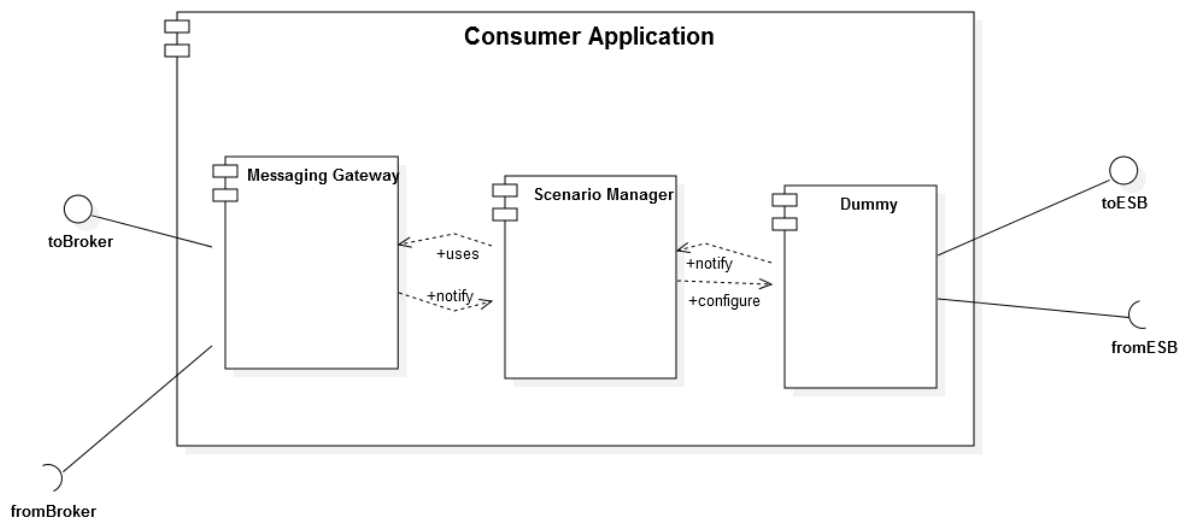 Consumer Application
Messaging Gateway
Scenario Manager
Dummy
toBroker
toESB
+uses
+notify
+notify
+configure
fromESB
fromBroker